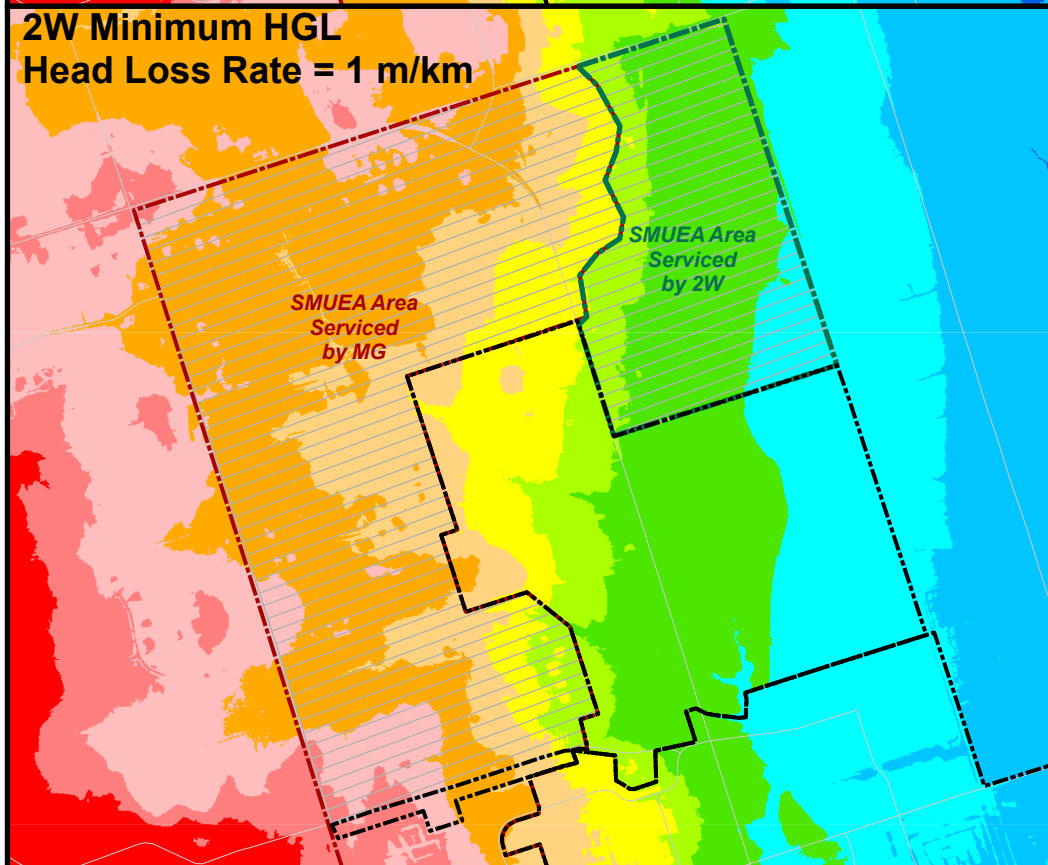 2W Minimum HGL
Head Loss Rate = 1 m/km
SMUEA Area
Serviced
by 2W
SMUEA Area
Serviced
by MG